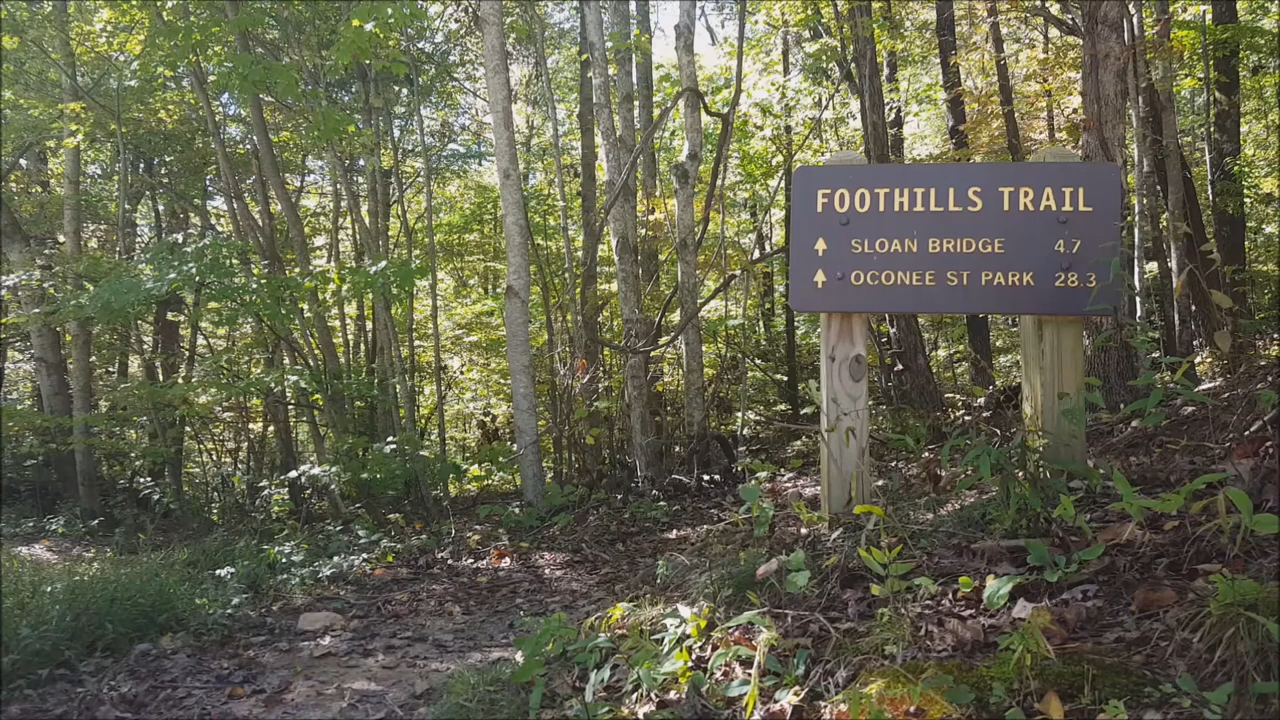 FOOTHILLS TRAIL
↑ SLOAN BRIDGE 4.7
↑ OCONEE ST PARK 28.3